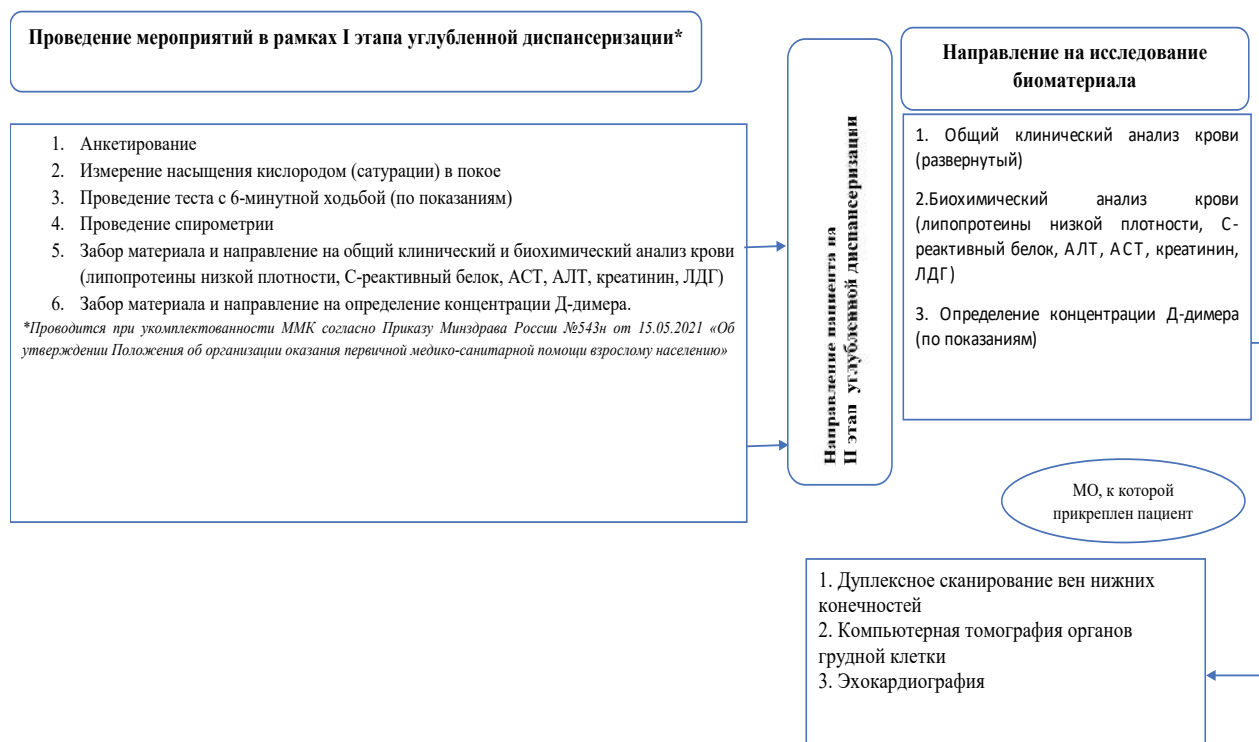 Проведение мероприятий в рамках I этапа углубленной диспансеризации*
1. Анкетирование
2. Измерение насыщения кислородом (сатурации) в покое
3. Проведение теста с 6-минутной ходьбой (по показаниям)
4. Проведение спирометрии
5. Забор материала и направление на общий клинический и биохимический анализ крови
(липопротеины низкой плотности, С-реактивный белок, АСТ, АЛТ, креатинин, ЛДГ)
6. Забор материала и направление на определение концентрации Д-димера.
*Проводится при укомплектованности ММК согласно Приказу Минздрава России №543н от 15.05.2021 «Об
утверждении Положения об организации оказания первичной медико-санитарной помощи взрослому населению»
Направление пациента на
II этап углубленной диспансеризации
Направление на исследование
биоматериала
1. Общий клинический анализ крови
(развернутый)
2.Биохимический анализ крови
(липопротеины низкой плотности, С-
реактивный белок, АЛТ, АСТ, креатинин,
ЛДГ)
3. Определение концентрации Д-димера
(по показаниям)
МО, к которой
прикреплен пациент
1. Дуплексное сканирование вен нижних
конечностей
2. Компьютерная томография органов
грудной клетки
3. Эхокардиография